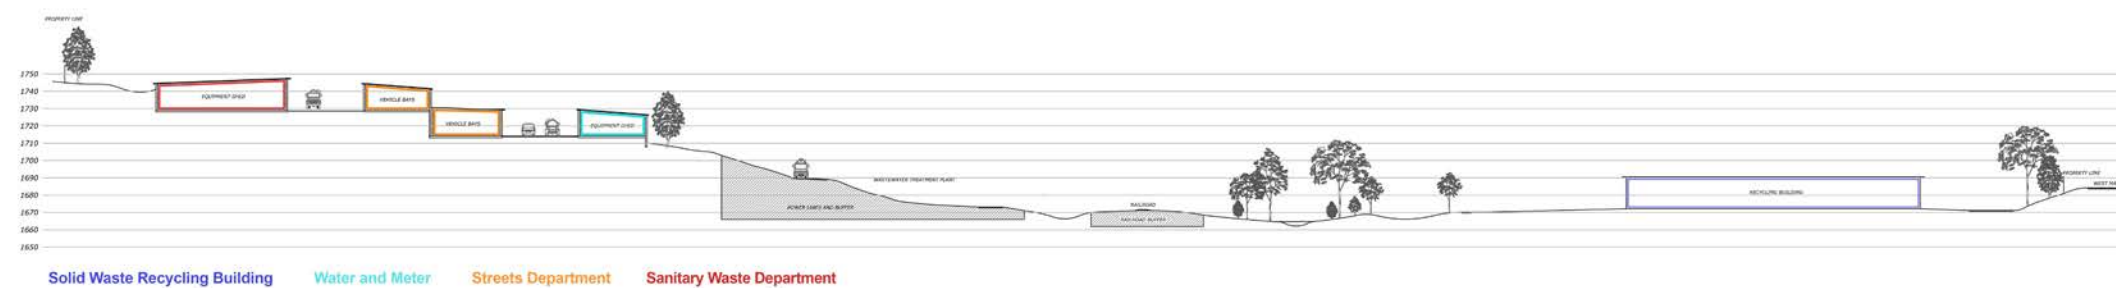 PROPERTY LINE
1750
1740
1730
1720
1710
1700
1690
1680
1670
1660
1650
EQUIPMENT SHED
VEHICLE BAYS
VEHICLE BAYS
EQUIPMENT SHED
WASTEWATER TREATMENT PLANT
POWER LINES AND BUFFER
RAILROAD
RAILROAD BUFFER
RECYCLING BUILDING
PROPERTY LINE
WEST
Solid Waste Recycling Building
Water and Meter
Streets Department
Sanitary Waste Department